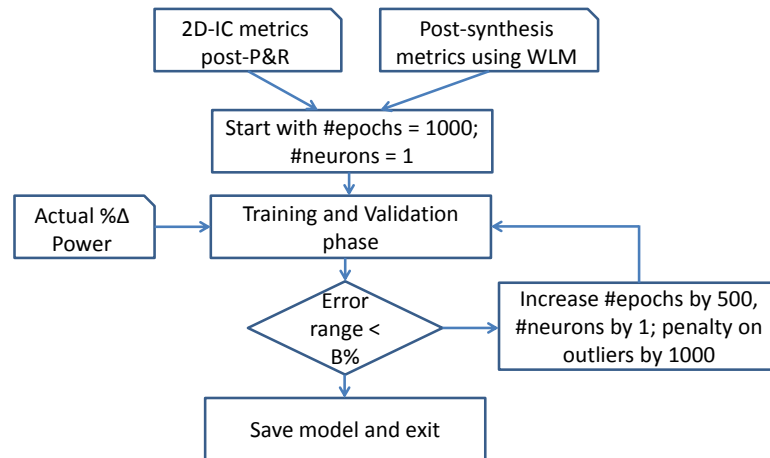 2D-IC metrics
post-P&R
Post-synthesis
metrics using WLM
Start with #epochs = 1000;
#neurons = 1
Actual %Δ
Power
Training and Validation
phase
Error
range <
B%
Increase #epochs by 500,
#neurons by 1; penalty on
outliers by 1000
Save model and exit